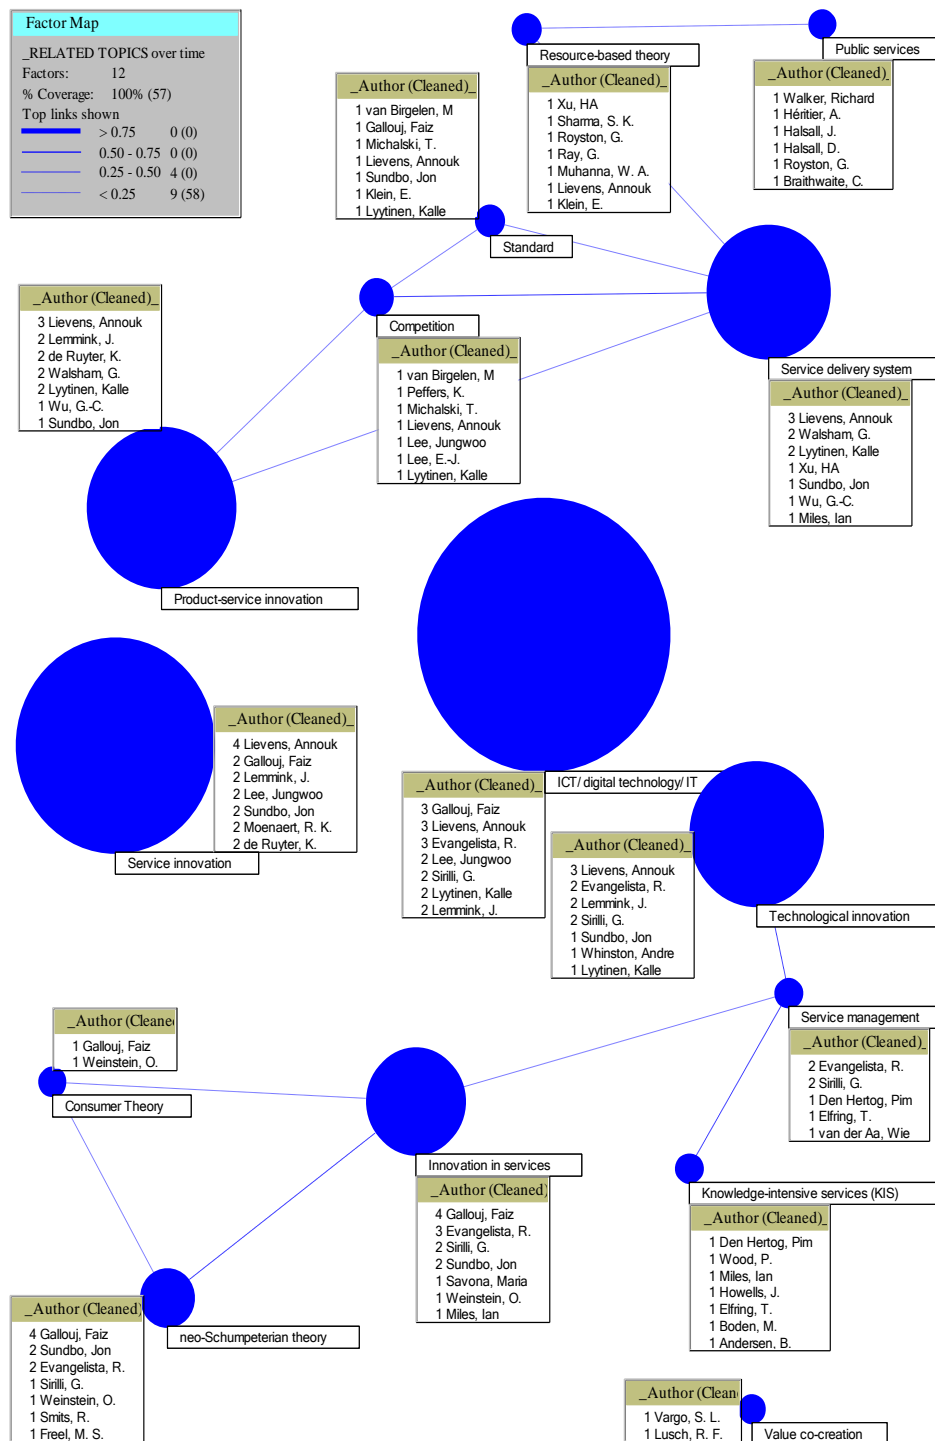 Factor Map
_RELATED TOPICS over time
Factors: 12
% Coverage: 100% (57)
Top links shown
> 0.75 0 (0)
0.50 - 0.75 0 (0)
0.25 - 0.50 4 (0)
< 0.25 9 (58)
Resource-based theory
_Author (Cleaned)_
1 Xu, HA
1 Sharma, S. K.
1 Royston, G.
1 Ray, G.
1 Muhanna, W. A.
1 Lievens, Annouk
1 Klein, E.
Public services
_Author (Cleaned)_
1 Walker, Richard
1 Héritier, A.
1 Halsall, J.
1 Halsall, D.
1 Royston, G.
1 Braithwaite, C.
_Author (Cleaned)_
1 van Birgelen, M
1 Gallouj, Faiz
1 Michalski, T.
1 Lievens, Annouk
1 Sundbo, Jon
1 Klein, E.
1 Lyytinen, Kalle
Standard
_Author (Cleaned)_
3 Lievens, Annouk
2 Lemmink, J.
2 de Ruyter, K.
2 Walsham, G.
2 Lyytinen, Kalle
1 Wu, G.-C.
1 Sundbo, Jon
Competition
_Author (Cleaned)_
1 van Birgelen, M
1 Peffers, K.
1 Michalski, T.
1 Lievens, Annouk
1 Lee, Jungwoo
1 Lee, E.-J.
1 Lyytinen, Kalle
Service delivery system
_Author (Cleaned)_
3 Lievens, Annouk
2 Walsham, G.
2 Lyytinen, Kalle
1 Xu, HA
1 Sundbo, Jon
1 Wu, G.-C.
1 Miles, Ian
Product-service innovation
_Author (Cleaned)_
4 Lievens, Annouk
2 Gallouj, Faiz
2 Lemmink, J.
2 Lee, Jungwoo
2 Sundbo, Jon
2 Moenaert, R. K.
2 de Ruyter, K.
Service innovation
ICT/ digital technology/ IT
_Author (Cleaned)_
3 Gallouj, Faiz
3 Lievens, Annouk
3 Evangelista, R.
2 Lee, Jungwoo
2 Sirilli, G.
2 Lyytinen, Kalle
2 Lemmink, J.
_Author (Cleaned)_
3 Lievens, Annouk
2 Evangelista, R.
2 Lemmink, J.
2 Sirilli, G.
1 Sundbo, Jon
1 Whinston, Andre
1 Lyytinen, Kalle
Technological innovation
Service management
_Author (Cleaned)_
2 Evangelista, R.
2 Sirilli, G.
1 Den Hertog, Pim
1 Elfring, T.
1 van der Aa, Wie
_Author (Cleane
1 Gallouj, Faiz
1 Weinstein, O.
Consumer Theory
Innovation in services
_Author (Cleaned)
4 Gallouj, Faiz
3 Evangelista, R.
2 Sirilli, G.
2 Sundbo, Jon
1 Savona, Maria
1 Weinstein, O.
1 Miles, Ian
Knowledge-intensive services (KIS)
_Author (Cleaned)_
1 Den Hertog, Pim
1 Wood, P.
1 Miles, Ian
1 Howells, J.
1 Elfring, T.
1 Boden, M.
1 Andersen, B.
neo-Schumpeterian theory
_Author (Cleaned)
4 Gallouj, Faiz
2 Sundbo, Jon
2 Evangelista, R.
1 Sirilli, G.
1 Weinstein, O.
1 Smits, R.
1 Freel, M. S.
_Author (Clean
1 Vargo, S. L.
1 Lusch, R. F.
Value co-creation